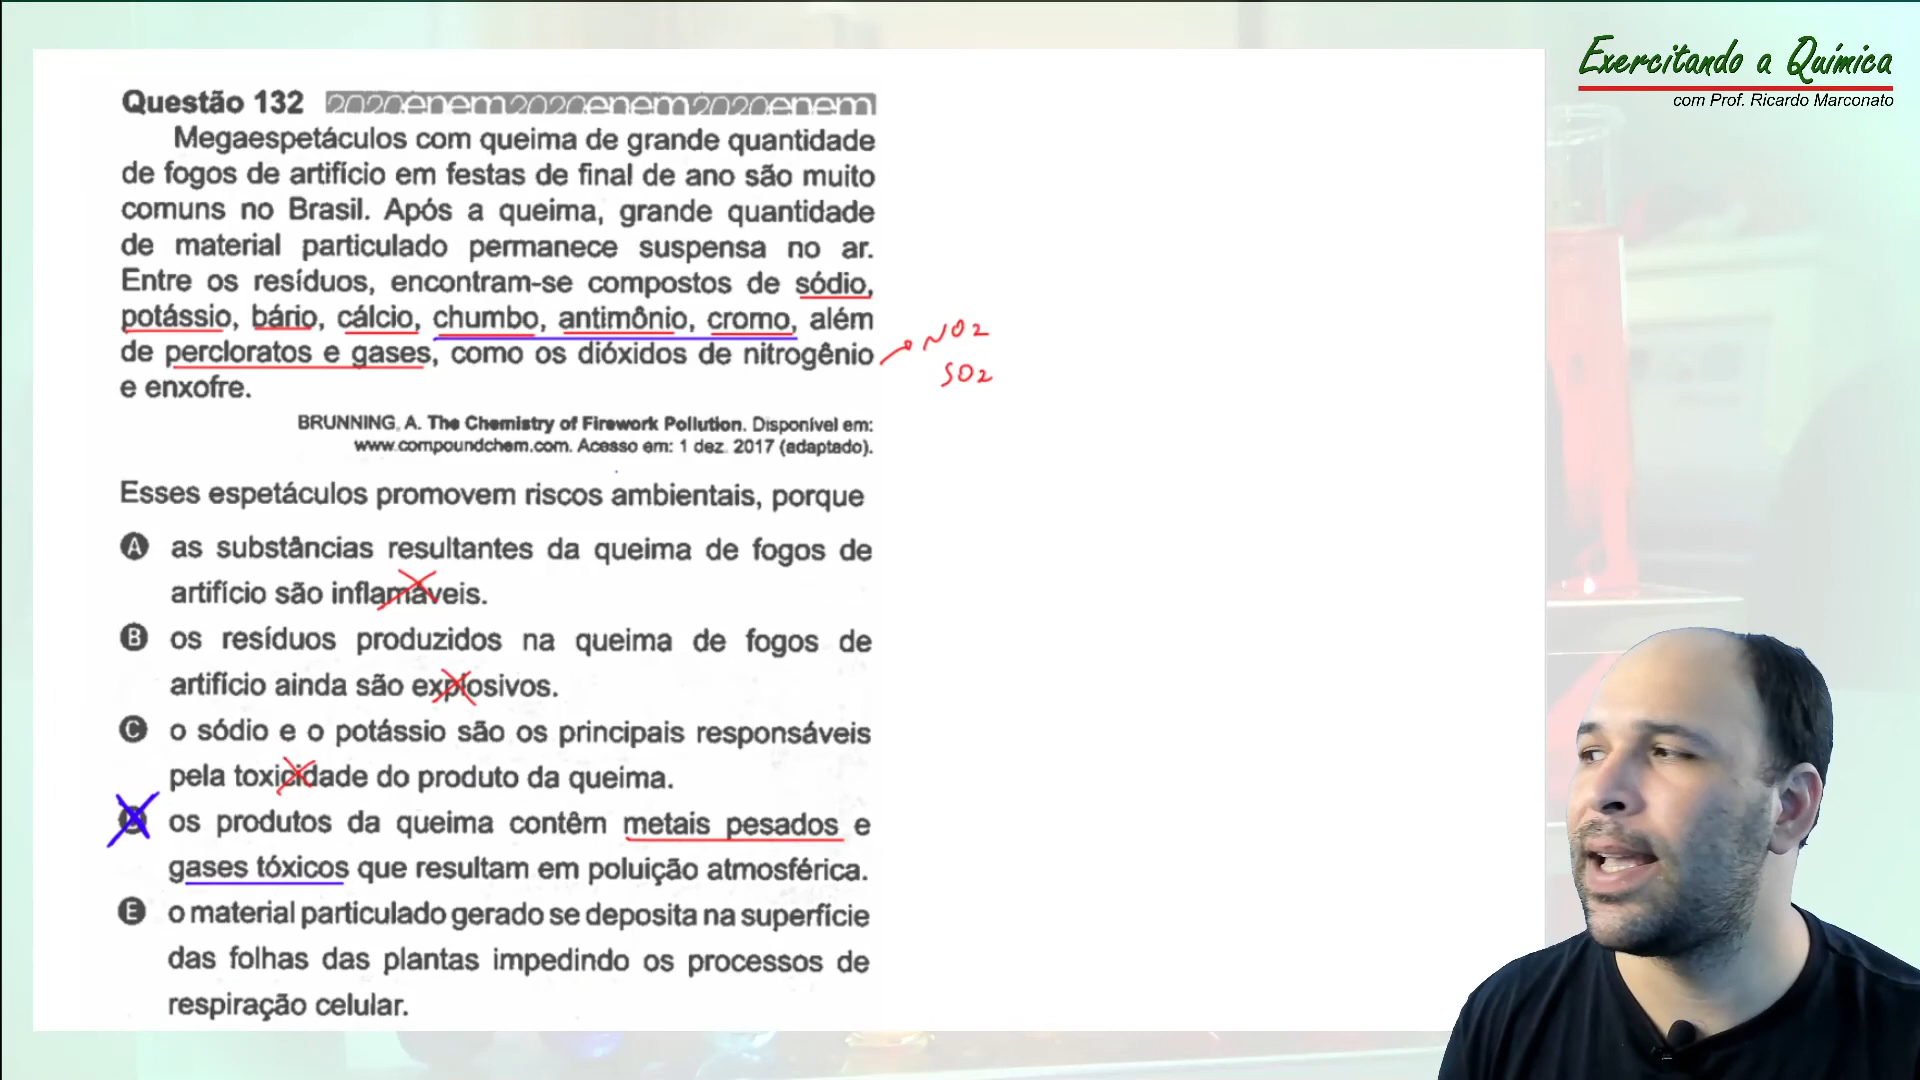 Exercitando a Química
com Prof. Ricardo Marconato
Questão 132 2020enem2020enem2020enem
Megaespetáculos com queima de grande quantidade
de fogos de artifício em festas de final de ano são muito
comuns no Brasil. Após a queima, grande quantidade
de material particulado permanece suspensa no ar.
Entre os resíduos, encontram-se compostos de sódio,
potássio, bário, cálcio, chumbo, antimônio, cromo, além
de percloratos e gases, como os dióxidos de nitrogênio
e enxofre.
NO2
SO2
BRUNNING, A. The Chemistry of Firework Pollution. Disponível em:
www.compoundchem.com. Acesso em: 1 dez. 2017 (adaptado).
Esses espetáculos promovem riscos ambientais, porque
A as substâncias resultantes da queima de fogos de
artifício são inflamáveis.
B os resíduos produzidos na queima de fogos de
artifício ainda são explosivos.
C o sódio e o potássio são os principais responsáveis
pela toxicidade do produto da queima.
D os produtos da queima contêm metais pesados e
gases tóxicos que resultam em poluição atmosférica.
E o material particulado gerado se deposita na superfície
das folhas das plantas impedindo os processos de
respiração celular.